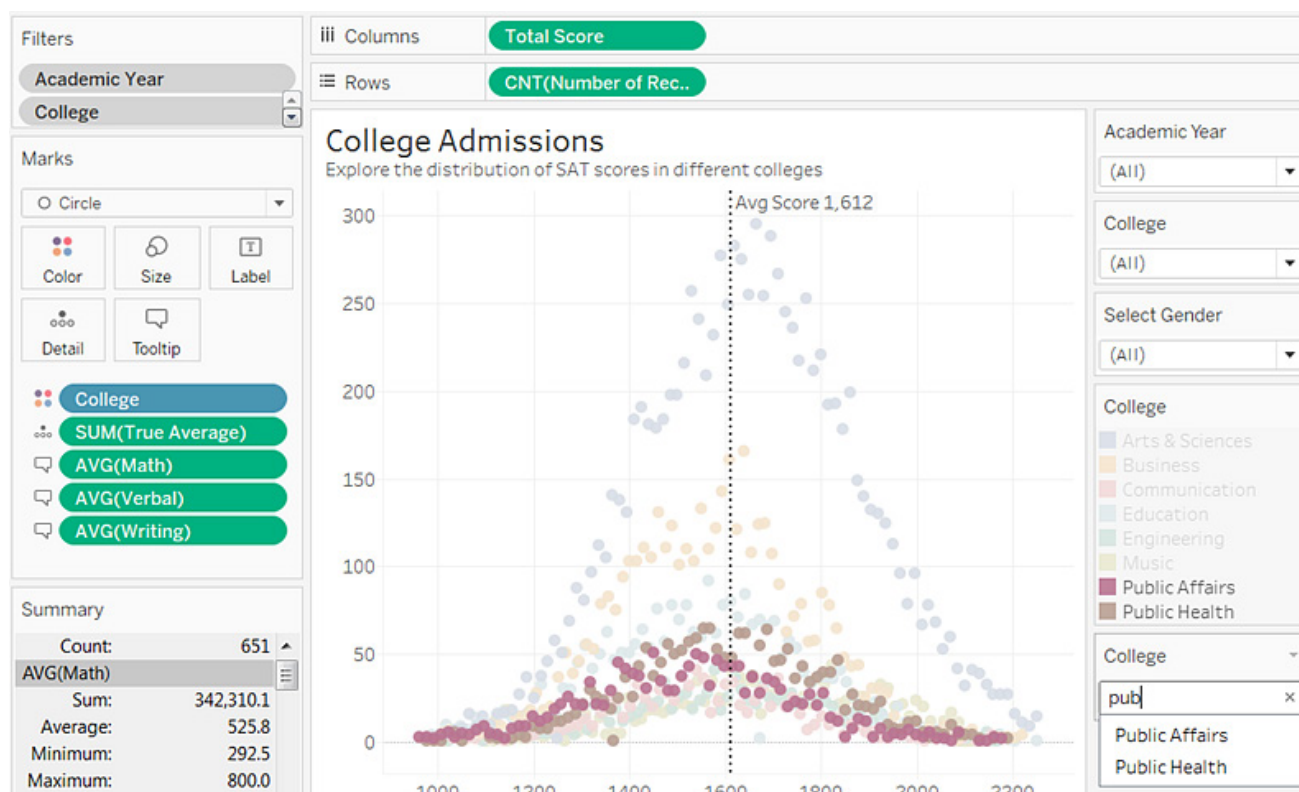 Filters
Academic Year
College
iii Columns
Total Score
Rows
CNT(Number of Rec..
Marks
Circle
Color
Size
Label
Detail
Tooltip
College
SUM(True Average)
AVG(Math)
AVG(Verbal)
AVG(Writing)
Summary
Count: 651
AVG(Math)
Sum: 342,310.1
Average: 525.8
Minimum: 292.5
Maximum: 800.0
College Admissions
Explore the distribution of SAT scores in different colleges
Avg Score 1,612
300
250
200
150
100
50
0
1000 1200 1400 1600 1800 2000 2200
Academic Year
(All)
College
(All)
Select Gender
(All)
College
Arts & Sciences
Business
Communication
Education
Engineering
Music
Public Affairs
Public Health
College
pub
Public Affairs
Public Health